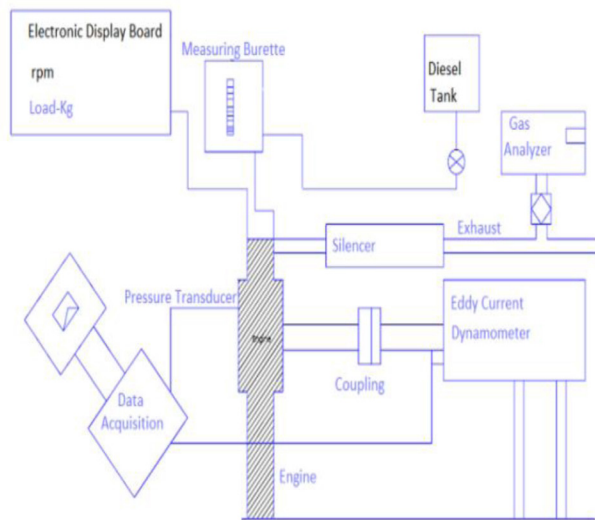 Electronic Display Board
rpm
Load-Kg
Measuring Burette
Diesel
Tank
Gas
Analyzer
Exhaust
Silencer
Pressure Transducer
Engine
Eddy Current
Dynamometer
Coupling
Data
Acquisition
Engine